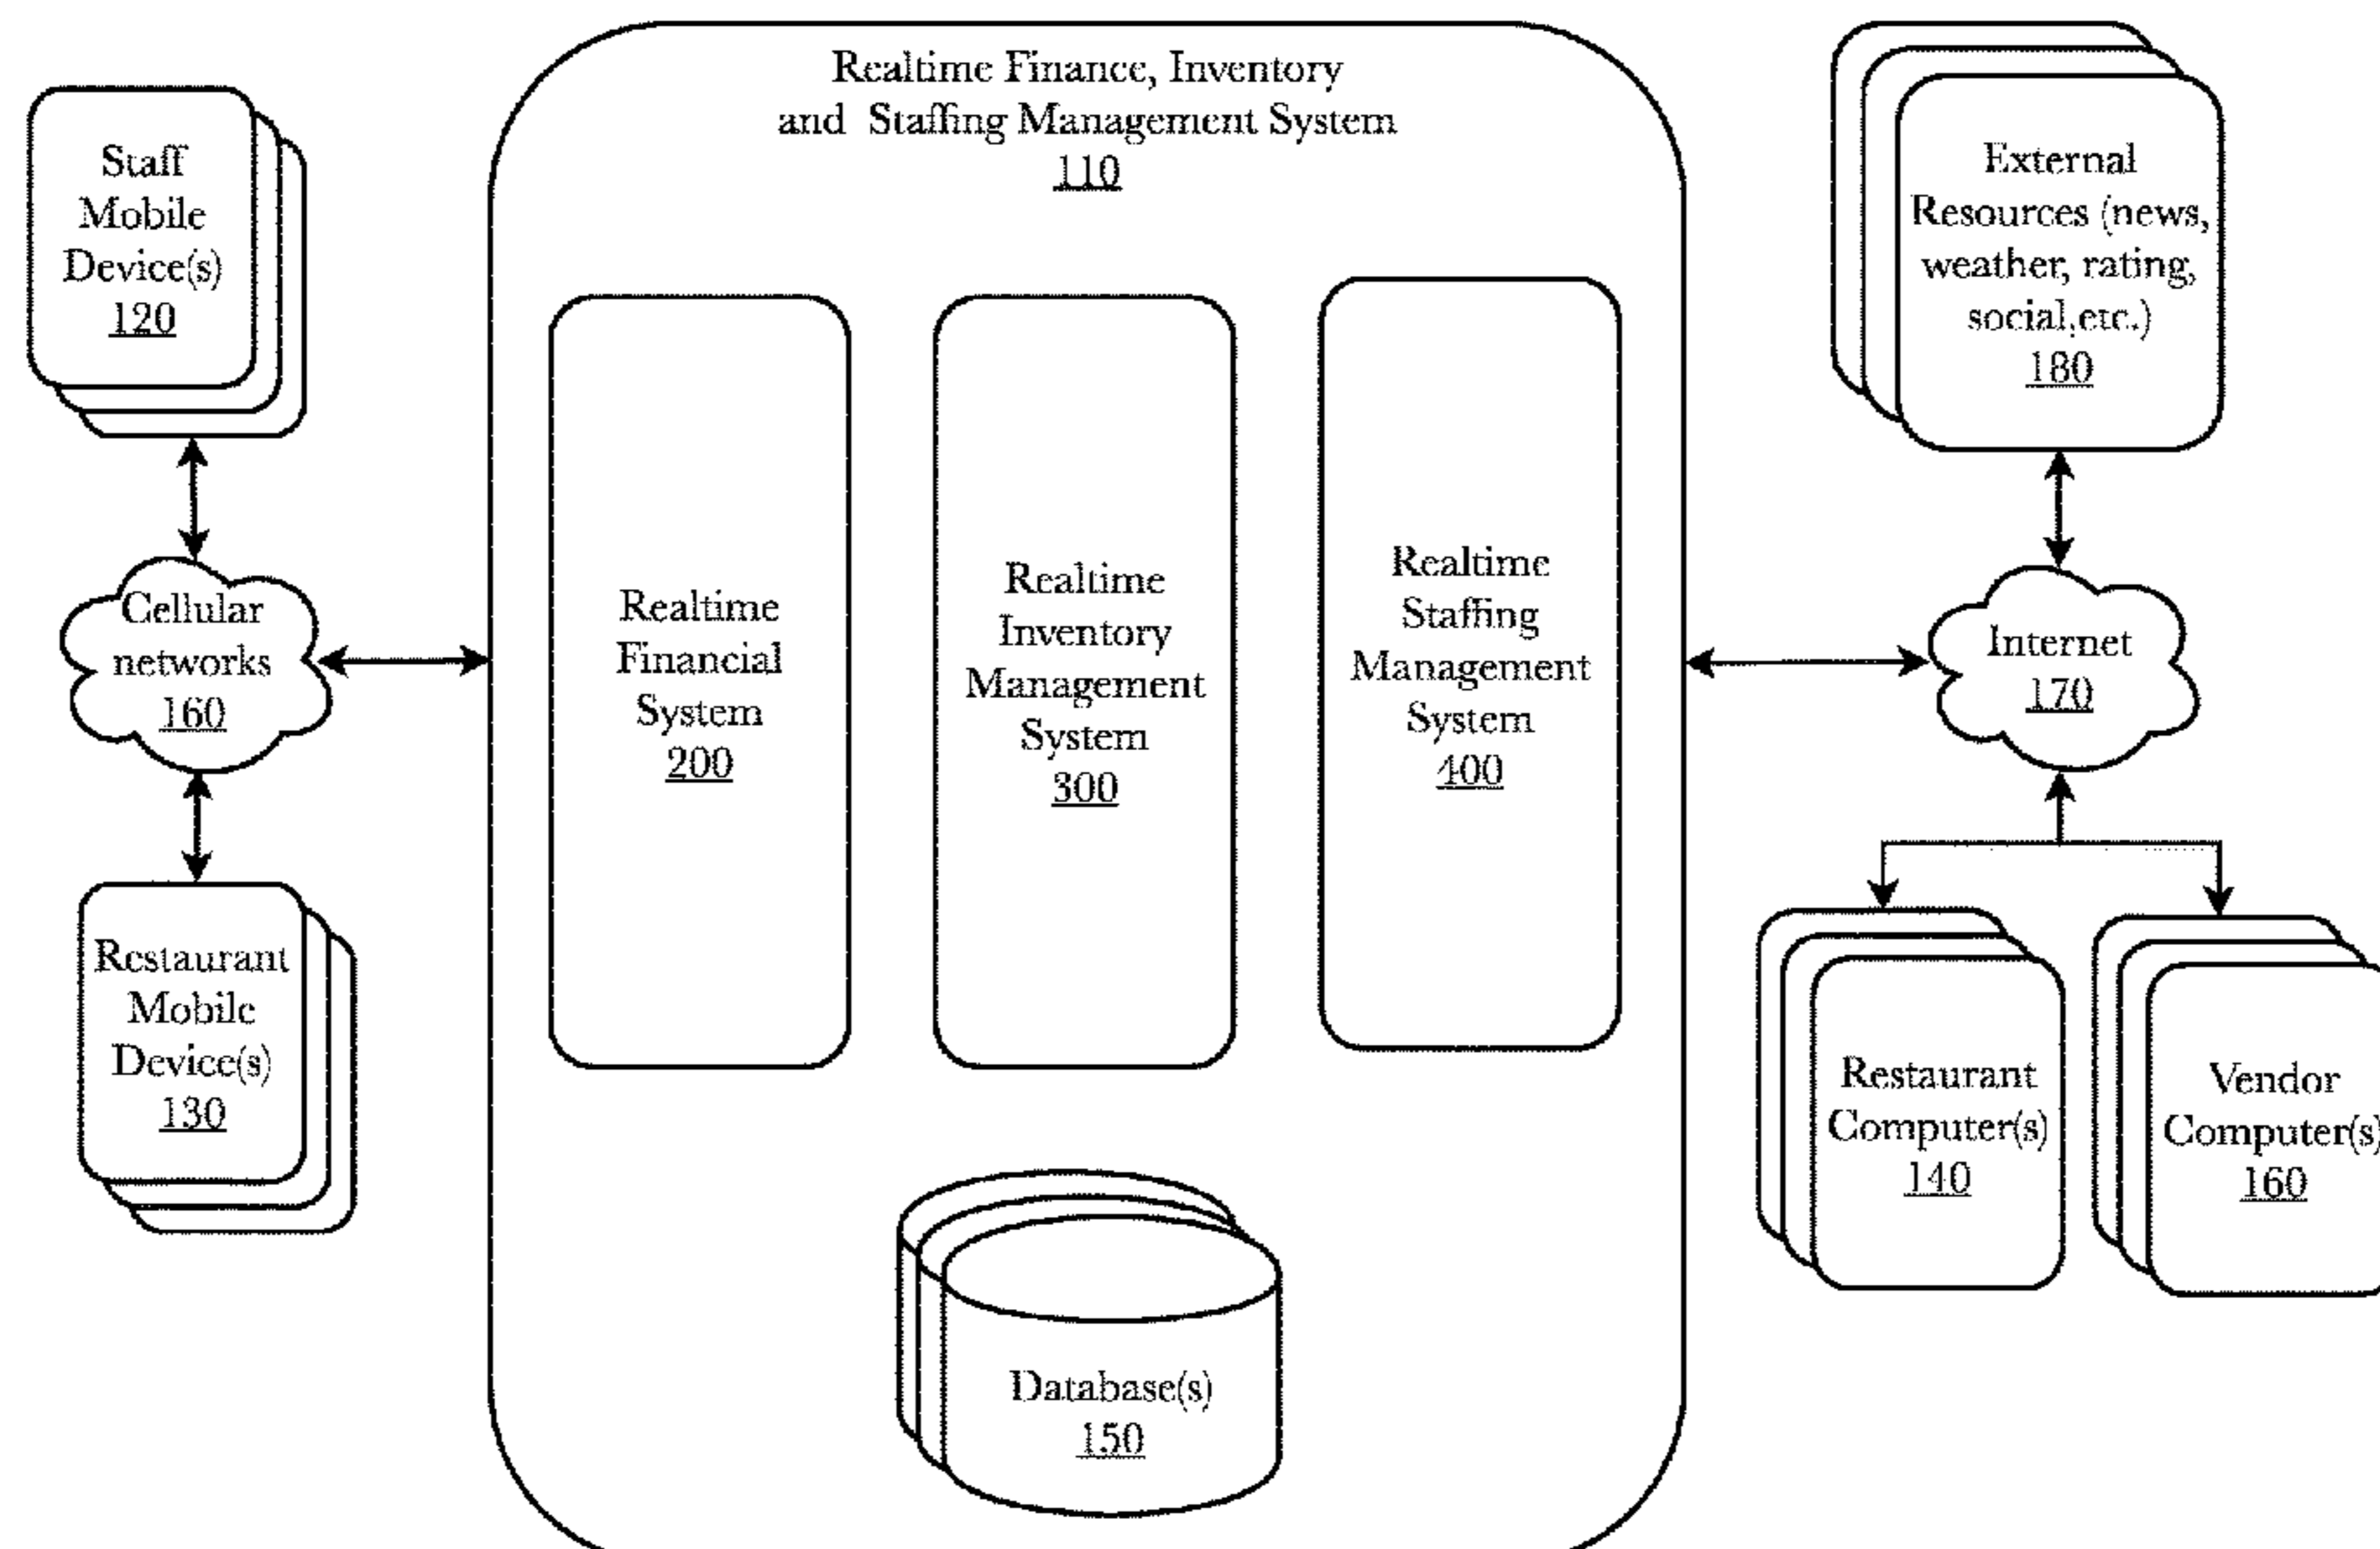 Realtime Finance, Inventory
and Staffing Management System
110
Staff
Mobile
Device(s)
120
Cellular
networks
160
Restaurant
Mobile
Device(s)
130
Realtime
Financial
System
200
Realtime
Inventory
Management
System
300
Realtime
Staffing
Management
System
400
Database(s)
150
External
Resources (news,
weather, rating,
social,etc.)
180
Internet
170
Restaurant
Computer(s)
140
Vendor
Computer(s)
160